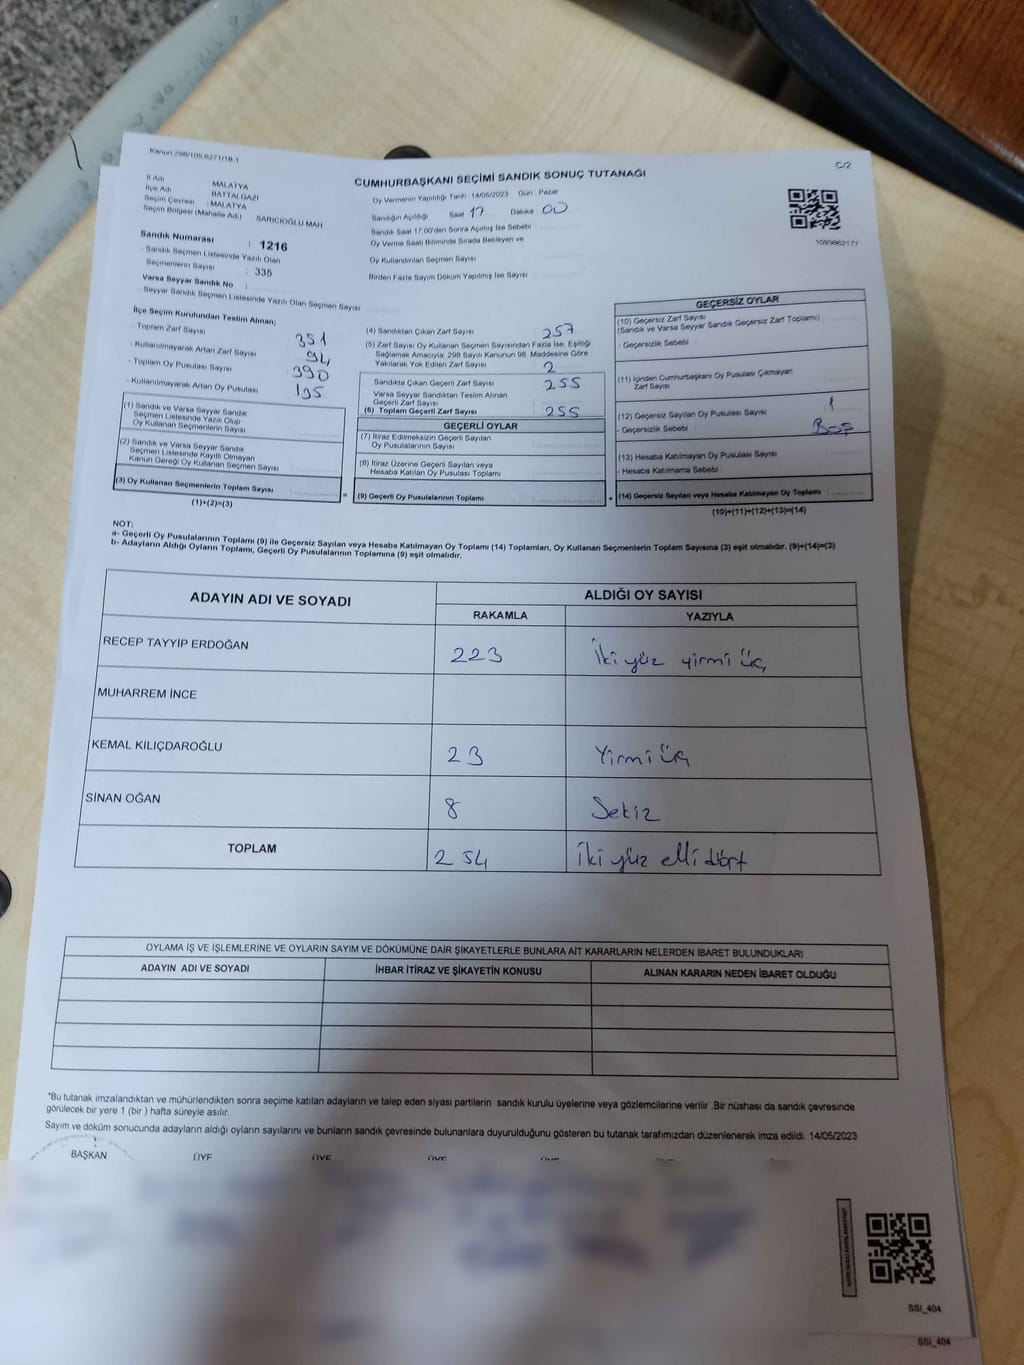 Kanun:298/105,6271/18-1
C/2
CUMHURBAŞKANI SEÇİMİ SANDIK SONUÇ TUTANAĞI
İl Adı MALATYA
İlçe Adı BATTALGAZİ
Seçim Çevresi : MALATYA
Seçim Bölgesi (Mahalle Adı) SARICIOĞLU MAH
Sandık Numarası : 1216
- Sandık Seçmen Listesinde Yazılı Olan
Seçmenlerin Sayısı : 335
Varsa Seyyar Sandık No :
- Seyyar Sandık Seçmen Listesinde Yazılı Olan Seçmen Sayısı
Oy Vermenin Yapıldığı Tarih :14/05/2023 Gün : Pazar
Sandığın Açıldığı Saat 17 Dakika 00
Sandık Saat 17.00'den Sonra Açımış İse Sebebi
Oy Verme Saati Bitiminde Sırada Bekleyen ve
Oy Kullandırılan Seçmen Sayısı
Birden Fazla Sayım Döküm Yapılmış İse Sayısı
1099862177
İlçe Seçim Kurulundan Teslim Alınan;
- Toplam Zarf Sayısı 351
- Kullanılmayarak Artan Zarf Sayısı 94
- Toplam Oy Pusulası Sayısı 390
- Kullanılmayarak Artan Oy Pusulası 135
(1) Sandık ve Varsa Seyyar Sandık
Seçmen Listesinde Yazılı Olup
Oy Kullanan Seçmenlerin Sayısı
(2) Sandık ve Varsa Seyyar Sandık
Seçmen Listesinde Kayıtlı Olmayan
Kanun Gereği Oy Kullanan Seçmen Sayısı
(3) Oy Kullanan Seçmenlerin Toplam Sayısı
(1)+(2)=(3)
(4) Sandıktan Çıkan Zarf Sayısı 257
(5) Zarf Sayısı Oy Kullanan Seçmen Sayısından Fazla İse, Eşitliği
Sağlamak Amacıyla, 298 Sayılı Kanunun 98. Maddesine Göre
Yakılarak Yok Edilen Zarf Sayısı 2
Sandıkta Çıkan Geçerli Zarf Sayısı 255
Varsa Seyyar Sandıktan Teslim Alınan
Geçerli Zarf Sayısı
(6) Toplam Geçerli Zarf Sayısı 255
GEÇERLİ OYLAR
(7) İtiraz Edilmeksizin Geçerli Sayılan
Oy Pusulalarının Sayısı
(8) İtiraz Üzerine Geçerli Sayılan veya
Hesaba Katılan Oy Pusulası Toplamı
= (9) Geçerli Oy Pusulalarının Toplamı +
GEÇERSİZ OYLAR
(10) Geçersiz Zarf Sayısı
(Sandık ve Varsa Seyyar Sandık Geçersiz Zarf Toplamı)
- Geçersizlik Sebebi :
(11) İçinden Cumhurbaşkanı Oy Pusulası Çıkmayan
Zarf Sayısı
(12) Geçersiz Sayılan Oy Pusulası Sayısı 1
- Geçersizlik Sebebi :
(13) Hesaba Katılmayan Oy Pusulası Sayısı
- Hesaba Katılmama Sebebi :
(14) Geçersiz Sayılan veya Hesaba Katılmayan Oy Toplamı
(10)+(11)+(12)+(13)=(14)
NOT:
a- Geçerli Oy Pusulalarının Toplamı (9) ile Geçersiz Sayılan veya Hesaba Katılmayan Oy Toplamı (14) Toplamları, Oy Kullanan Seçmenlerin Toplam Sayısına (3) eşit olmalıdır. (9)+(14)=(3)
b- Adayların Aldığı Oyların Toplamı, Geçerli Oy Pusulalarının Toplamına (9) eşit olmalıdır.
ADAYIN ADI VE SOYADI ALDIĞI OY SAYISI
RAKAMLA YAZIYLA
RECEP TAYYİP ERDOĞAN 223 İki yüz yirmi üç
MUHARREM İNCE
KEMAL KILIÇDAROĞLU 23 Yirmi üç
SİNAN OĞAN 8 Sekiz
TOPLAM 254 İki yüz elli dört
OYLAMA İŞ VE İŞLEMLERİNE VE OYLARIN SAYIM VE DÖKÜMÜNE DAİR ŞİKAYETLERLE BUNLARA AİT KARARLARIN NELERDEN İBARET BULUNDUKLARI
ADAYIN ADI VE SOYADI İHBAR İTİRAZ VE ŞİKAYETİN KONUSU ALINAN KARARIN NEDEN İBARET OLDUĞU
*Bu tutanak imzalandıktan ve mühürlendikten sonra seçime katılan adayların ve talep eden siyasi partilerin sandık kurulu üyelerine veya gözlemcilerine verilir .Bir nüshası da sandık çevresinde
görülecek bir yere 1 (bir ) hafta süreyle asılır.
Sayım ve döküm sonucunda adayların aldığı oyların sayılarını ve bunların sandık çevresinde bulunanlara duyurulduğunu gösteren bu tutanak tarafımızdan düzenlenerek imza edildi. 14/05/2023
BAŞKAN ÜYE ÜYE ÜYE
SSI_404
SSI_404